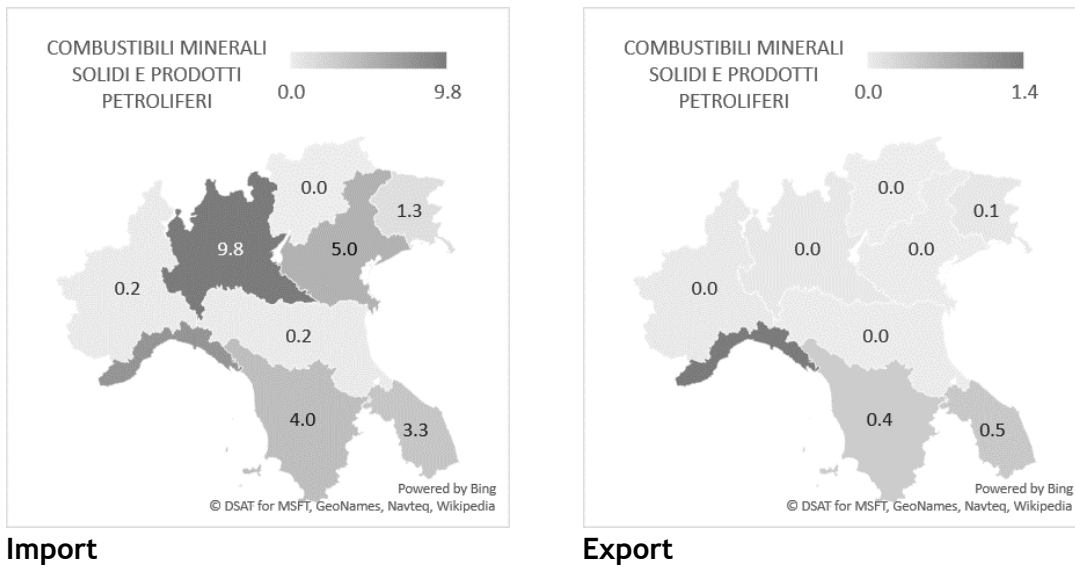 COMBUSTIBILI MINERALI
SOLIDI E PRODOTTI
PETROLIFERI
0.0 9.8
0.0
1.3
9.8
5.0
0.2
0.2
4.0
3.3
Powered by Bing
© DSAT for MSFT, GeoNames, Navteq, Wikipedia
Import
COMBUSTIBILI MINERALI
SOLIDI E PRODOTTI
PETROLIFERI
0.0 1.4
0.0
0.1
0.0
0.0
0.0
0.0
0.4
0.5
Powered by Bing
© DSAT for MSFT, GeoNames, Navteq, Wikipedia
Export